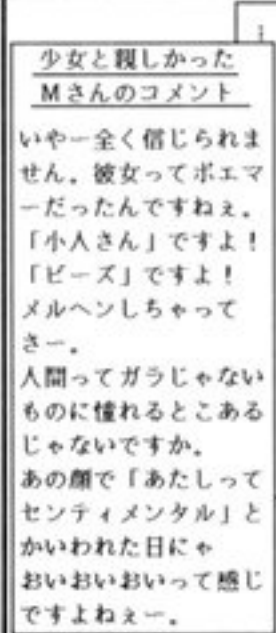 少女と親しかった
Mさんのコメント
いやー全く信じられま
せん。彼女ってポエマ
ーだったんですねぇ。
「小人さん」ですよ!
「ビーズ」ですよ!
メルヘンしちゃって
さー。
人間ってガラじゃない
ものに憧れるとこある
じゃないですか。
あの顔で「あたしって
センティメンタル」と
かいわれた日にゃ
おいおいおいって感じ
ですよねぇー。